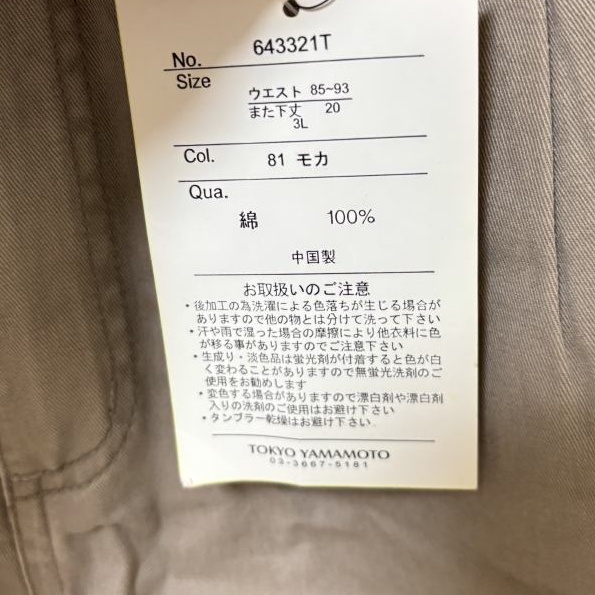 No. 643321T
Size
ウエスト 85~93
また下丈 20
3L
Col. 81 モカ
Qua.
綿 100%
中国製
お取扱いのご注意
・後加工の為洗濯による色落ちが生じる場合が
ありますので他の物とは分けて洗って下さい
・汗や雨で湿った場合の摩擦により他衣料に色
が移る事がありますのでご注意下さい
・生成り・淡色品は蛍光剤が付着すると色が白
く変わることがありますので無蛍光洗剤のご
使用をお勧めします
・変色する場合がありますので漂白剤や漂白剤
入りの洗剤のご使用はお避け下さい
・タンブラー乾燥はお避け下さい
TOKYO YAMAMOTO
03-3667-5181